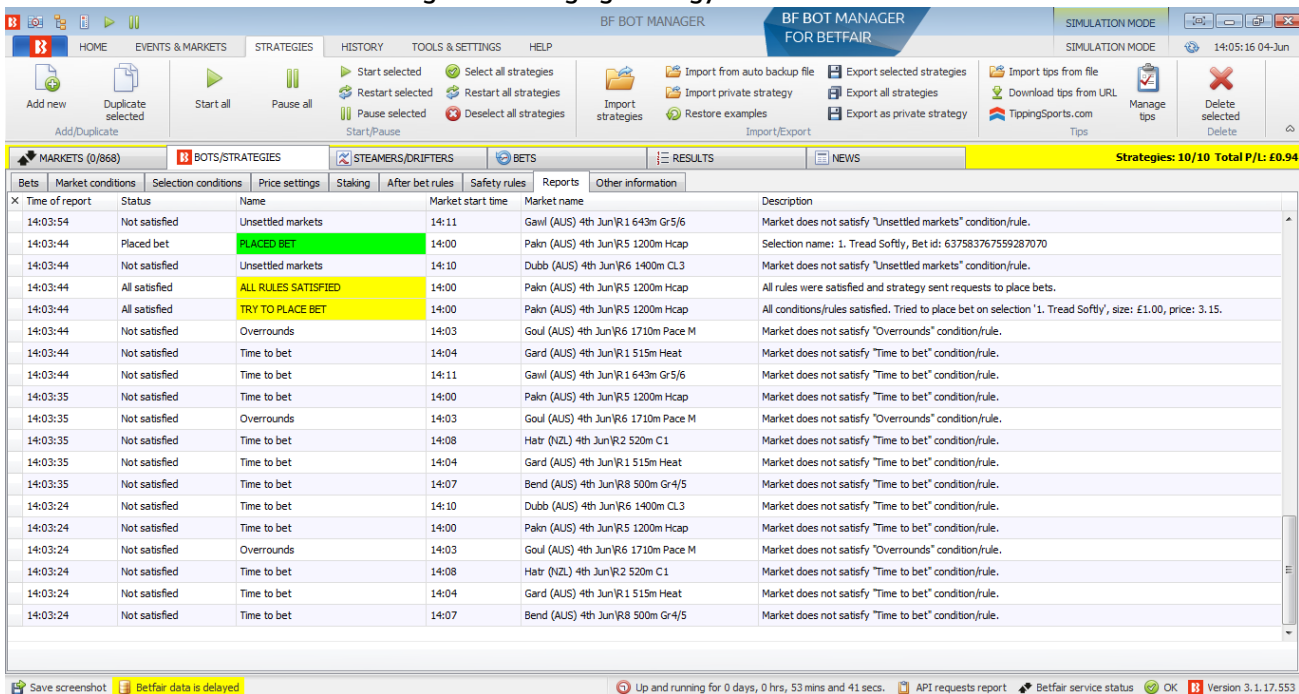 BF BOT MANAGER
BF BOT MANAGER
FOR BETFAIR
SIMULATION MODE
HOME EVENTS & MARKETS STRATEGIES HISTORY TOOLS & SETTINGS HELP SIMULATION MODE 14:05:16 04-Jun
Add new
Duplicate selected
Add/Duplicate
Start all
Pause all
Start selected
Restart selected
Pause selected
Select all strategies
Restart all strategies
Deselect all strategies
Start/Pause
Import strategies
Import from auto backup file
Import private strategy
Restore examples
Export selected strategies
Export all strategies
Export as private strategy
Import/Export
Import tips from file
Download tips from URL
TippingSports.com
Manage tips
Tips
Delete selected
Delete
MARKETS (0/868) BOTS/STRATEGIES STEAMERS/DRIFTERS BETS RESULTS NEWS Strategies: 10/10 Total P/L: £0.94
Bets Market conditions Selection conditions Price settings Staking After bet rules Safety rules Reports Other information
X Time of report Status Name Market start time Market name Description
14:03:54 Not satisfied Unsettled markets 14:11 Gawl (AUS) 4th Jun\R1 643m Gr5/6 Market does not satisfy "Unsettled markets" condition/rule.
14:03:44 Placed bet PLACED BET 14:00 Pakn (AUS) 4th Jun\R5 1200m Hcap Selection name: 1. Tread Softly, Bet id: 637583767559287070
14:03:44 Not satisfied Unsettled markets 14:10 Dubb (AUS) 4th Jun\R6 1400m CL3 Market does not satisfy "Unsettled markets" condition/rule.
14:03:44 All satisfied ALL RULES SATISFIED 14:00 Pakn (AUS) 4th Jun\R5 1200m Hcap All rules were satisfied and strategy sent requests to place bets.
14:03:44 All satisfied TRY TO PLACE BET 14:00 Pakn (AUS) 4th Jun\R5 1200m Hcap All conditions/rules satisfied. Tried to place bet on selection '1. Tread Softly', size: £1.00, price: 3.15.
14:03:44 Not satisfied Overrounds 14:03 Goul (AUS) 4th Jun\R6 1710m Pace M Market does not satisfy "Overrounds" condition/rule.
14:03:44 Not satisfied Time to bet 14:04 Gard (AUS) 4th Jun\R1 515m Heat Market does not satisfy "Time to bet" condition/rule.
14:03:44 Not satisfied Time to bet 14:11 Gawl (AUS) 4th Jun\R1 643m Gr5/6 Market does not satisfy "Time to bet" condition/rule.
14:03:35 Not satisfied Time to bet 14:00 Pakn (AUS) 4th Jun\R5 1200m Hcap Market does not satisfy "Time to bet" condition/rule.
14:03:35 Not satisfied Overrounds 14:03 Goul (AUS) 4th Jun\R6 1710m Pace M Market does not satisfy "Overrounds" condition/rule.
14:03:35 Not satisfied Time to bet 14:08 Hatr (NZL) 4th Jun\R2 520m C1 Market does not satisfy "Time to bet" condition/rule.
14:03:35 Not satisfied Time to bet 14:04 Gard (AUS) 4th Jun\R1 515m Heat Market does not satisfy "Time to bet" condition/rule.
14:03:35 Not satisfied Time to bet 14:07 Bend (AUS) 4th Jun\R8 500m Gr4/5 Market does not satisfy "Time to bet" condition/rule.
14:03:24 Not satisfied Time to bet 14:10 Dubb (AUS) 4th Jun\R6 1400m CL3 Market does not satisfy "Time to bet" condition/rule.
14:03:24 Not satisfied Time to bet 14:00 Pakn (AUS) 4th Jun\R5 1200m Hcap Market does not satisfy "Time to bet" condition/rule.
14:03:24 Not satisfied Overrounds 14:03 Goul (AUS) 4th Jun\R6 1710m Pace M Market does not satisfy "Overrounds" condition/rule.
14:03:24 Not satisfied Time to bet 14:08 Hatr (NZL) 4th Jun\R2 520m C1 Market does not satisfy "Time to bet" condition/rule.
14:03:24 Not satisfied Time to bet 14:04 Gard (AUS) 4th Jun\R1 515m Heat Market does not satisfy "Time to bet" condition/rule.
14:03:24 Not satisfied Time to bet 14:07 Bend (AUS) 4th Jun\R8 500m Gr4/5 Market does not satisfy "Time to bet" condition/rule.
Save screenshot Betfair data is delayed Up and running for 0 days, 0 hrs, 53 mins and 41 secs. API requests report Betfair service status OK Version 3.1.17.553